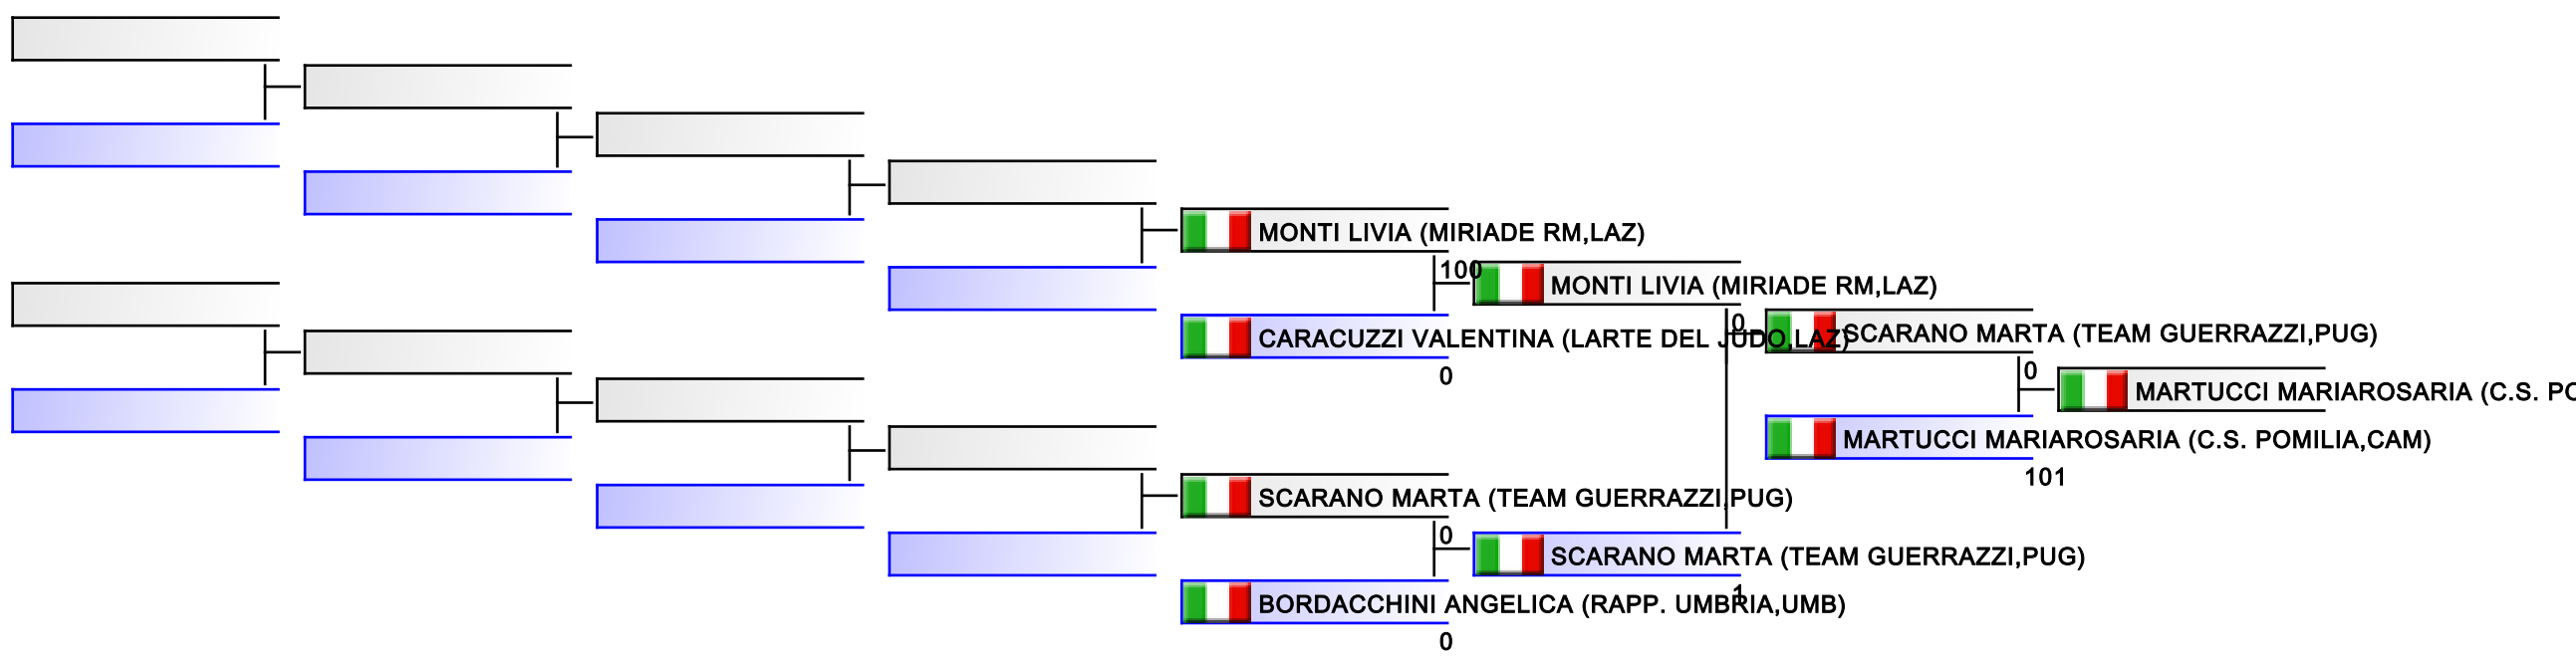 MONTI LIVIA (MIRIADE RM,LAZ)
100
MONTI LIVIA (MIRIADE RM,LAZ)
CARACUZZI VALENTINA (LARTE DEL JUDO,LAZ)
0
0
SCARANO MARTA (TEAM GUERRAZZI,PUG)
0
MARTUCCI MARIAROSARIA (C.S. PO
MARTUCCI MARIAROSARIA (C.S. POMILIA,CAM)
101
SCARANO MARTA (TEAM GUERRAZZI,PUG)
0
SCARANO MARTA (TEAM GUERRAZZI,PUG)
1
BORDACCHINI ANGELICA (RAPP. UMBRIA,UMB)
0